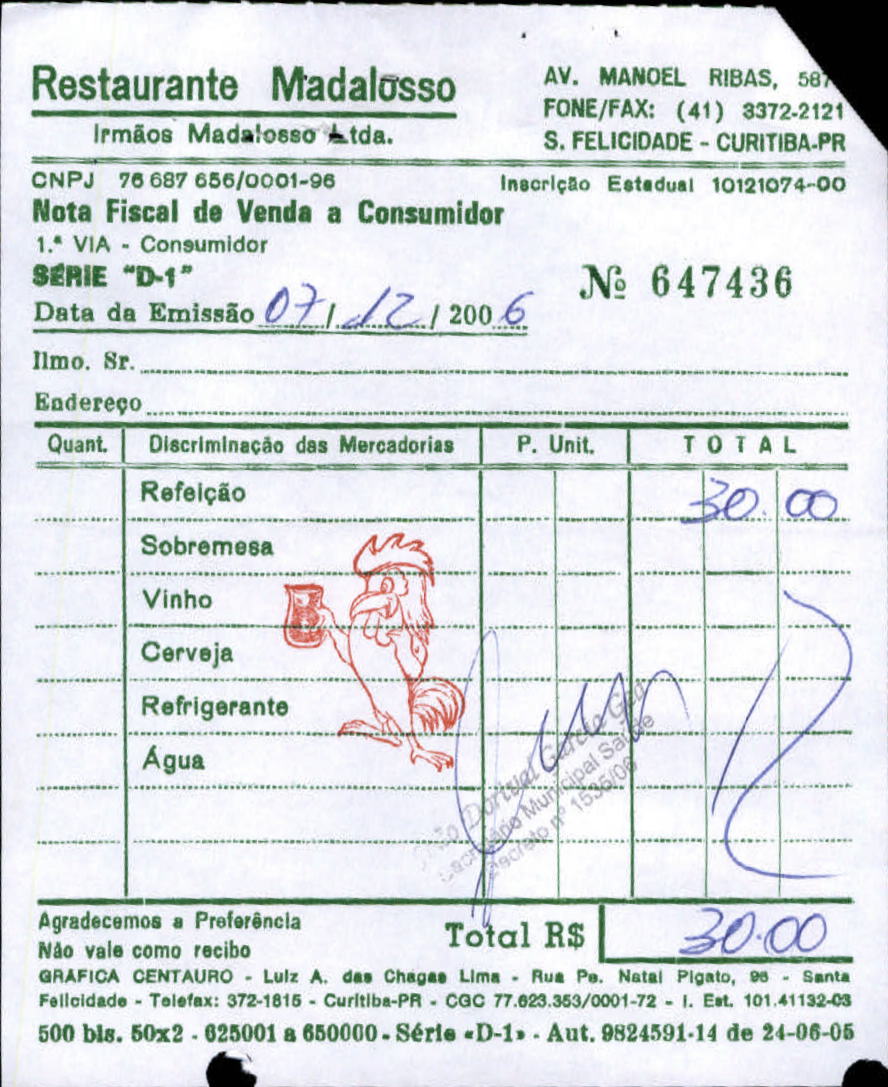 Restaurante Madalosso
Irmãos Madalosso Ltda.
AV. MANOEL RIBAS,
FONE/FAX: (41) 3372-2121
S. FELICIDADE - CURITIBA-PR
CNPJ 76 687 656/0001-96
Inscrição Estadual 10121074-00
Nota Fiscal de Venda a Consumidor
1.ª VIA - Consumidor
SÉRIE "D-1"
Nº 647436
Data da Emissão 07/12/2006
Ilmo. Sr.
Endereço
Quant. Discriminação das Mercadorias P. Unit. TOTAL
Refeição 30.00
Sobremesa
Vinho
Cerveja
Refrigerante
Água
Dorival Garcia
Municipal Saúde
Decreto nº 1535/06
Agradecemos a Preferência
Não vale como recibo
Total R$ 30.00
GRAFICA CENTAURO - Luiz A. das Chagas Lima - Rua Pe. Natal Pigato, 96 - Santa
Felicidade - Telefax: 372-1815 - Curitiba-PR - CGC 77.623.353/0001-72 - I. Est. 101.41132-03
500 bls. 50x2 - 625001 a 650000 - Série «D-1» - Aut. 9824591-14 de 24-06-05